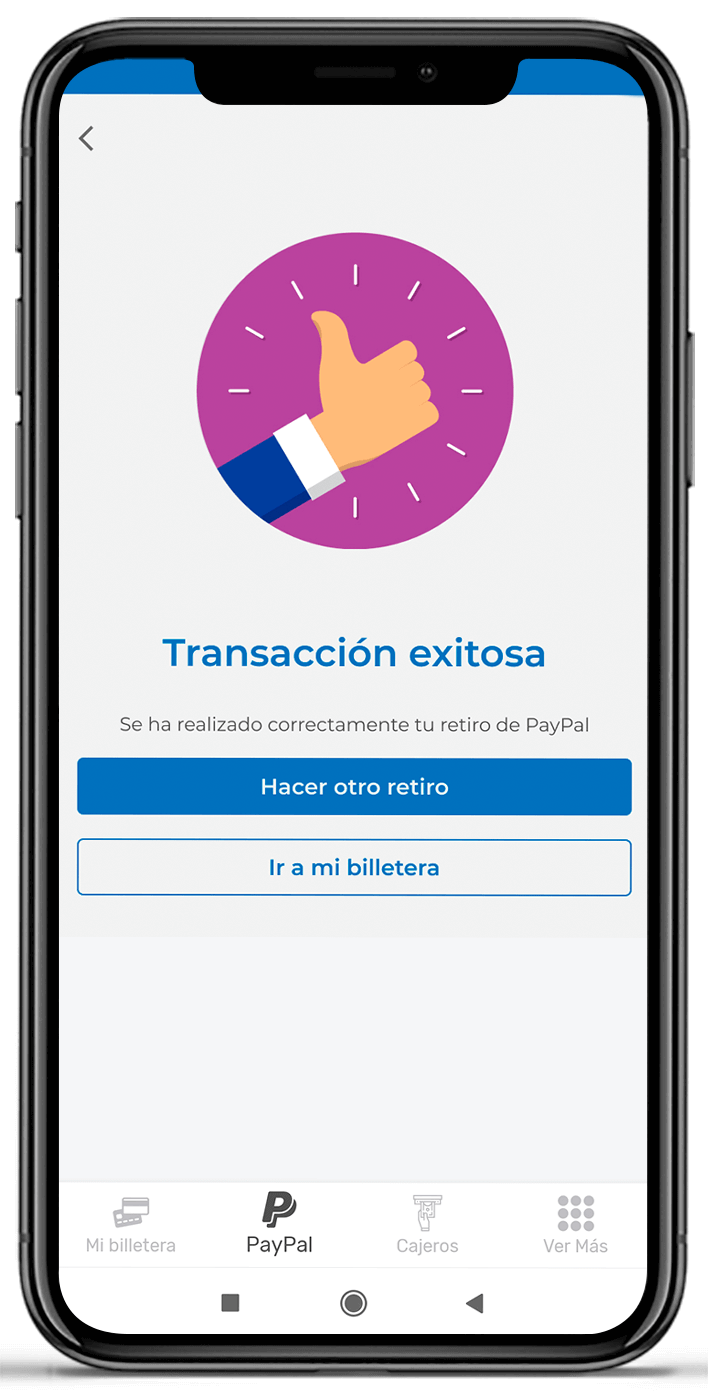 Transacción exitosa
Se ha realizado correctamente tu retiro de PayPal
Hacer otro retiro
Ir a mi billetera
Mi billetera
PayPal
Cajeros
Ver Más